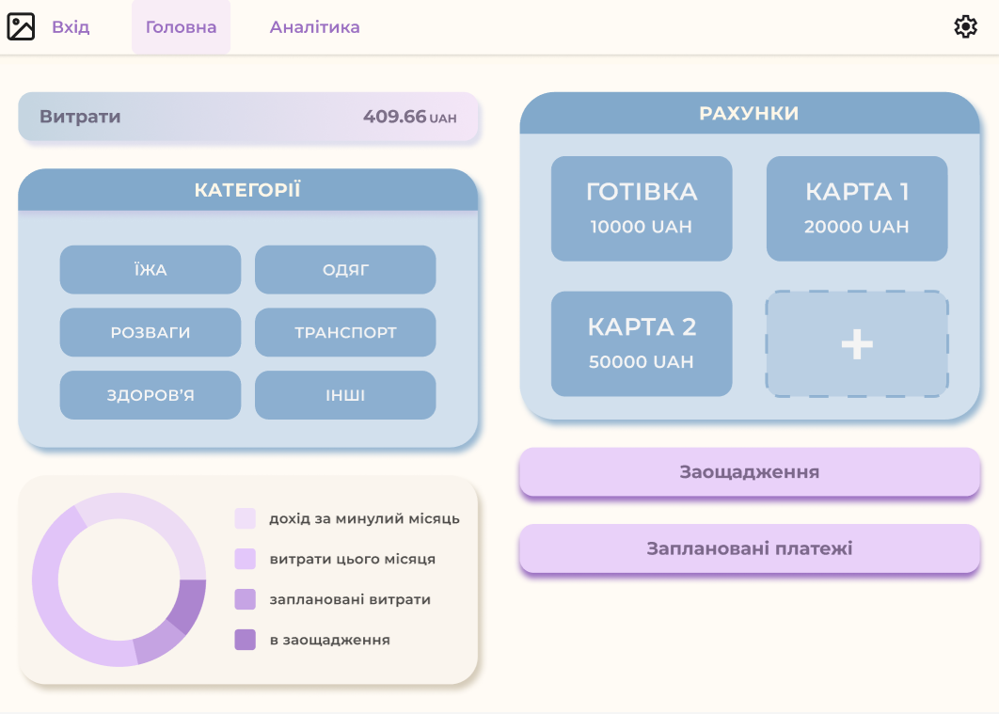 Вхід
Головна
Аналітика
Витрати
409.66 UAH
КАТЕГОРІЇ
ЇЖА
ОДЯГ
РОЗВАГИ
ТРАНСПОРТ
ЗДОРОВ’Я
ІНШІ
дохід за минулий місяць
витрати цього місяця
заплановані витрати
в заощадження
РАХУНКИ
ГОТІВКА
10000 UAH
КАРТА 1
20000 UAH
КАРТА 2
50000 UAH
+
Заощадження
Заплановані платежі